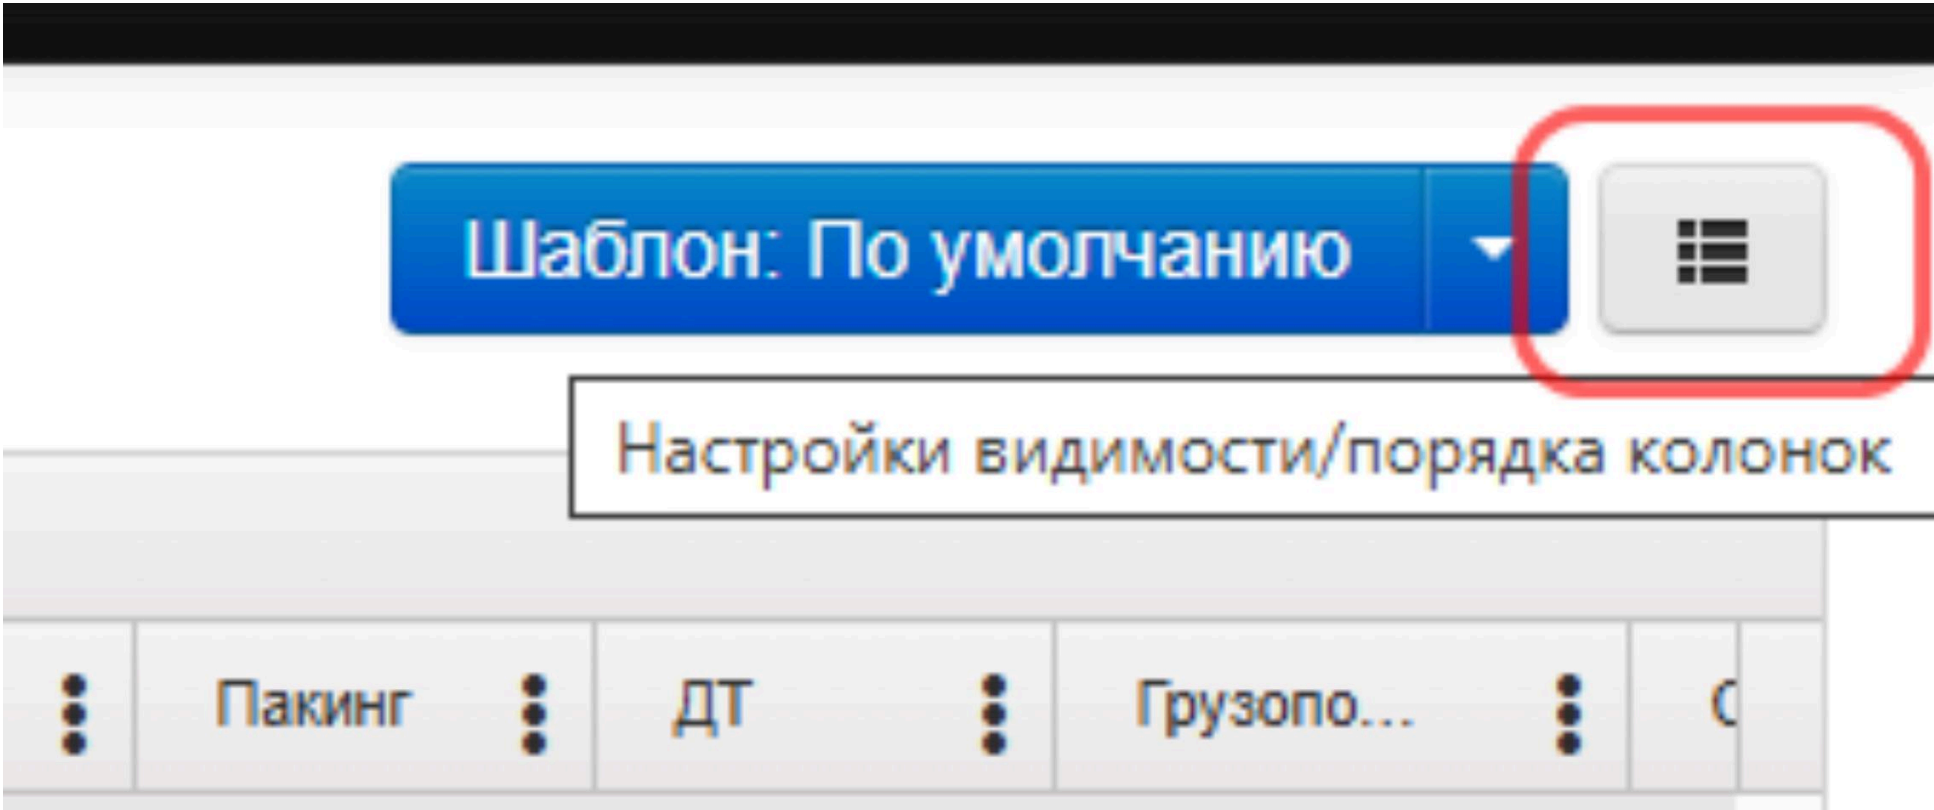 Шаблон: По умолчанию
Настройки видимости/порядка колонок
Пакинг ДТ Грузопо...